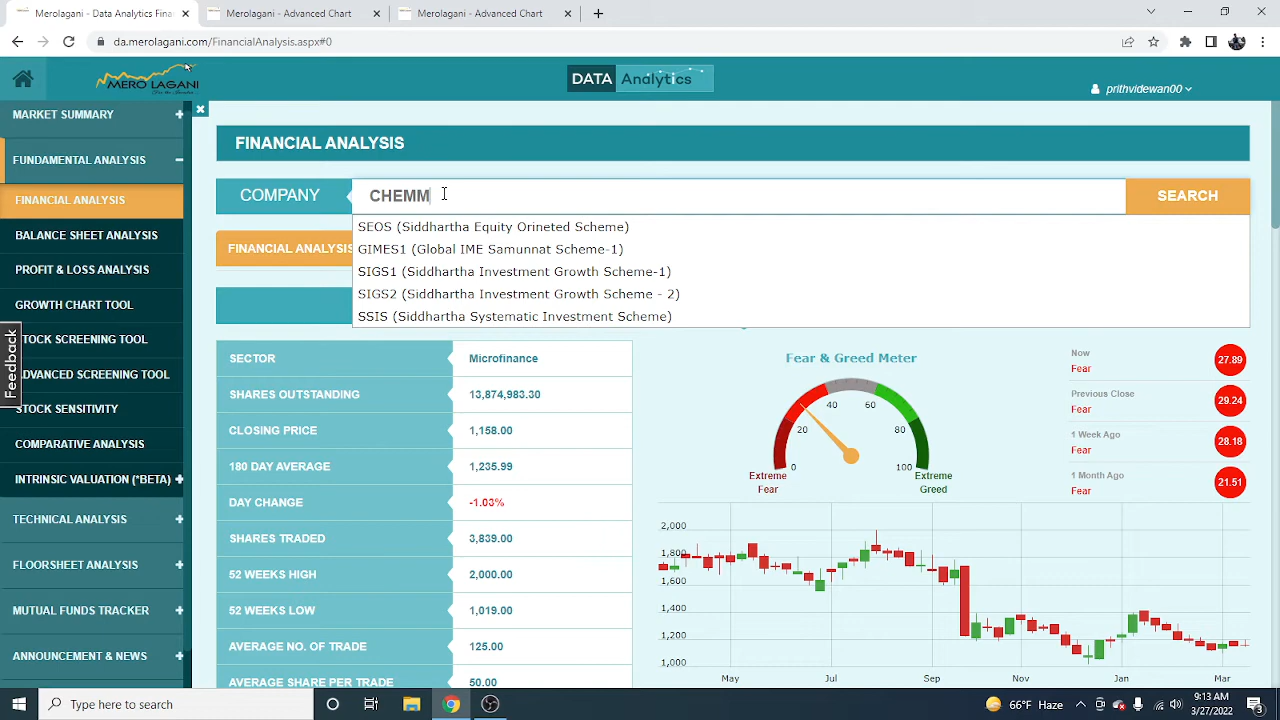 MeroLagani - Data Analytics -
MeroLagani - Advanced Chart
MeroLagani - Advanced Chart
da.merolagani.com/FinancialAnalysis.aspx#0
MERO LAGANI
DATA Analytics
prithvidewan00
MARKET SUMMARY
FUNDAMENTAL ANALYSIS
FINANCIAL ANALYSIS
BALANCE SHEET ANALYSIS
PROFIT & LOSS ANALYSIS
GROWTH CHART TOOL
STOCK SCREENING TOOL
ADVANCED SCREENING TOOL
STOCK SENSITIVITY
COMPARATIVE ANALYSIS
INTRINSIC VALUATION (*BETA)
TECHNICAL ANALYSIS
FLOORSHEET ANALYSIS
MUTUAL FUNDS TRACKER
ANNOUNCEMENT & NEWS
Feedback
FINANCIAL ANALYSIS
COMPANY
CHEMM
SEARCH
SEOS (Siddhartha Equity Orineted Scheme)
GIMES1 (Global IME Samunnat Scheme-1)
SIGS1 (Siddhartha Investment Growth Scheme-1)
SIGS2 (Siddhartha Investment Growth Scheme - 2)
SSIS (Siddhartha Systematic Investment Scheme)
FINANCIAL ANALYSIS
SECTOR Microfinance
SHARES OUTSTANDING 13,874,983.30
CLOSING PRICE 1,158.00
180 DAY AVERAGE 1,235.99
DAY CHANGE -1.03%
SHARES TRADED 3,839.00
52 WEEKS HIGH 2,000.00
52 WEEKS LOW 1,019.00
AVERAGE NO. OF TRADE 125.00
AVERAGE SHARE PER TRADE 50.00
Fear & Greed Meter
0
20
40
60
80
100
Extreme
Fear
Extreme
Greed
Now
Fear
27.89
Previous Close
Fear
29.24
1 Week Ago
Fear
28.18
1 Month Ago
Fear
21.51
2,000
1,800
1,600
1,400
1,200
1,000
May Jul Sep Nov Jan Mar
Type here to search
66°F Haze
9:13 AM
3/27/2022